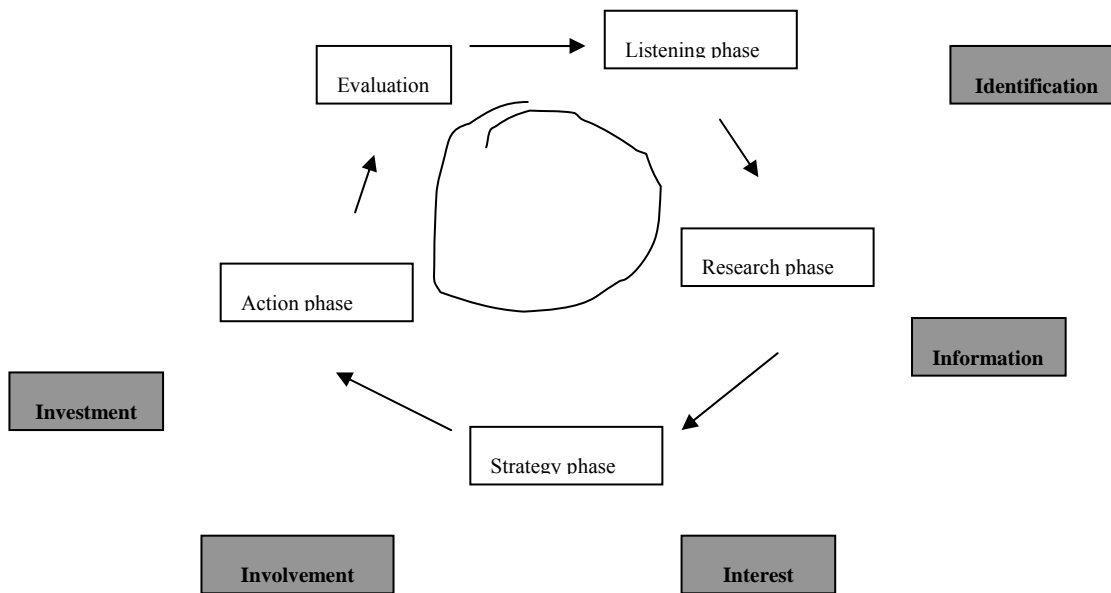 Listening phase
Evaluation
Identification
Research phase
Action phase
Information
Investment
Strategy phase
Involvement
Interest